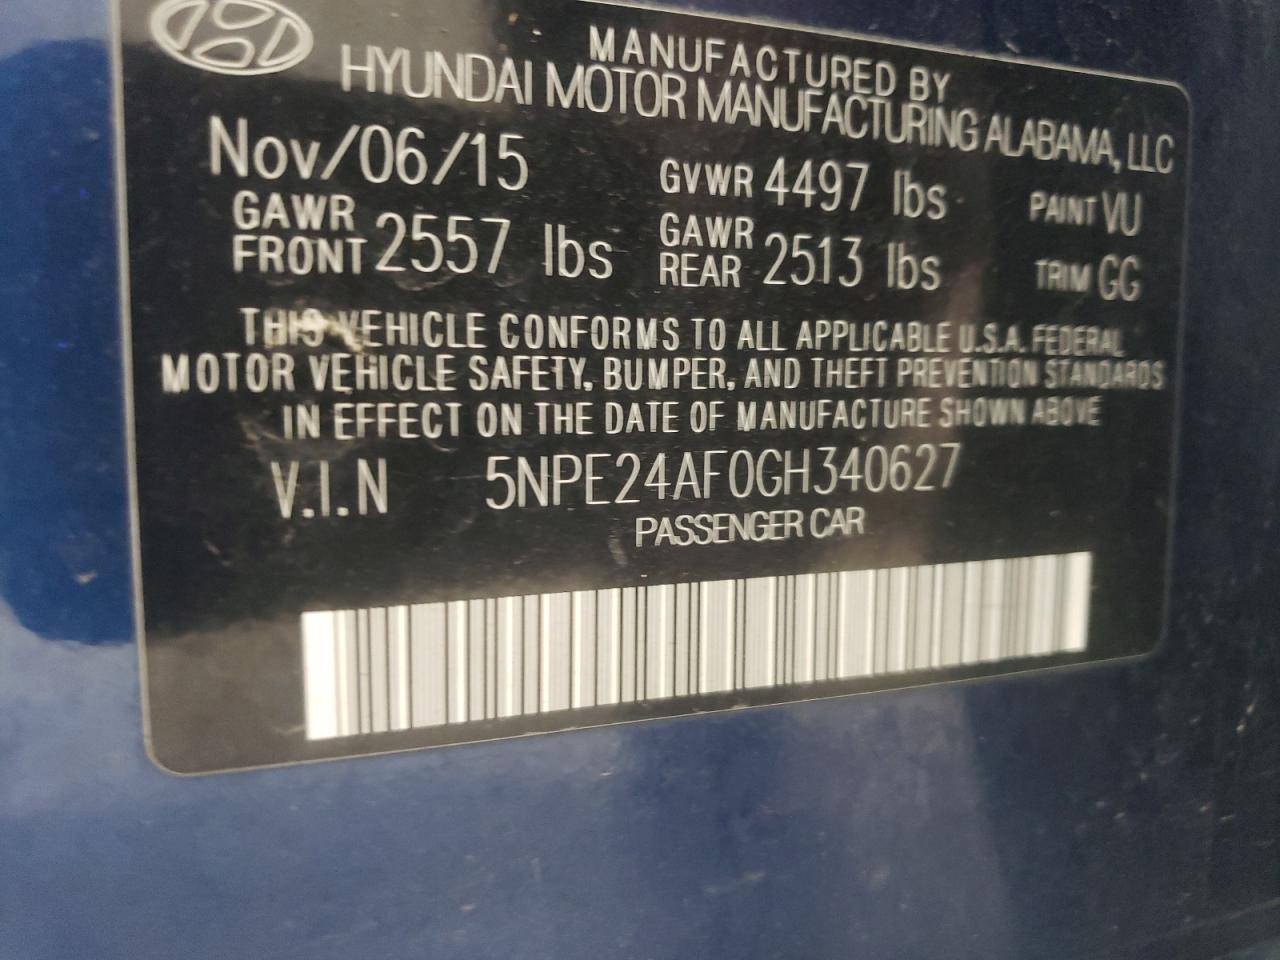 MANUFACTURED BY
HYUNDAI MOTOR MANUFACTURING ALABAMA, LLC
Nov/06/15 GVWR 4497 lbs PAINT VU
GAWR FRONT 2557 lbs GAWR REAR 2513 lbs TRIM GG
THIS VEHICLE CONFORMS TO ALL APPLICABLE U.S.A. FEDERAL
MOTOR VEHICLE SAFETY, BUMPER, AND THEFT PREVENTION STANDARDS
IN EFFECT ON THE DATE OF MANUFACTURE SHOWN ABOVE
V.I.N 5NPE24AF0GH340627
PASSENGER CAR